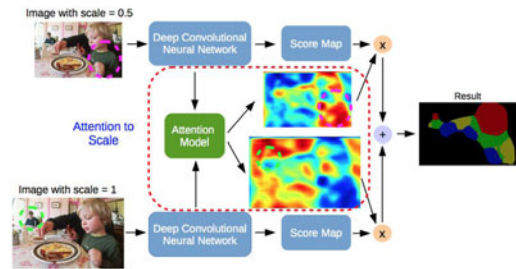 Image with scale = 0.5
Deep Convolutional
Neural Network
Score Map
x
Attention to
Scale
Attention
Model
+
Result
Image with scale = 1
Deep Convolutional
Neural Network
Score Map
x